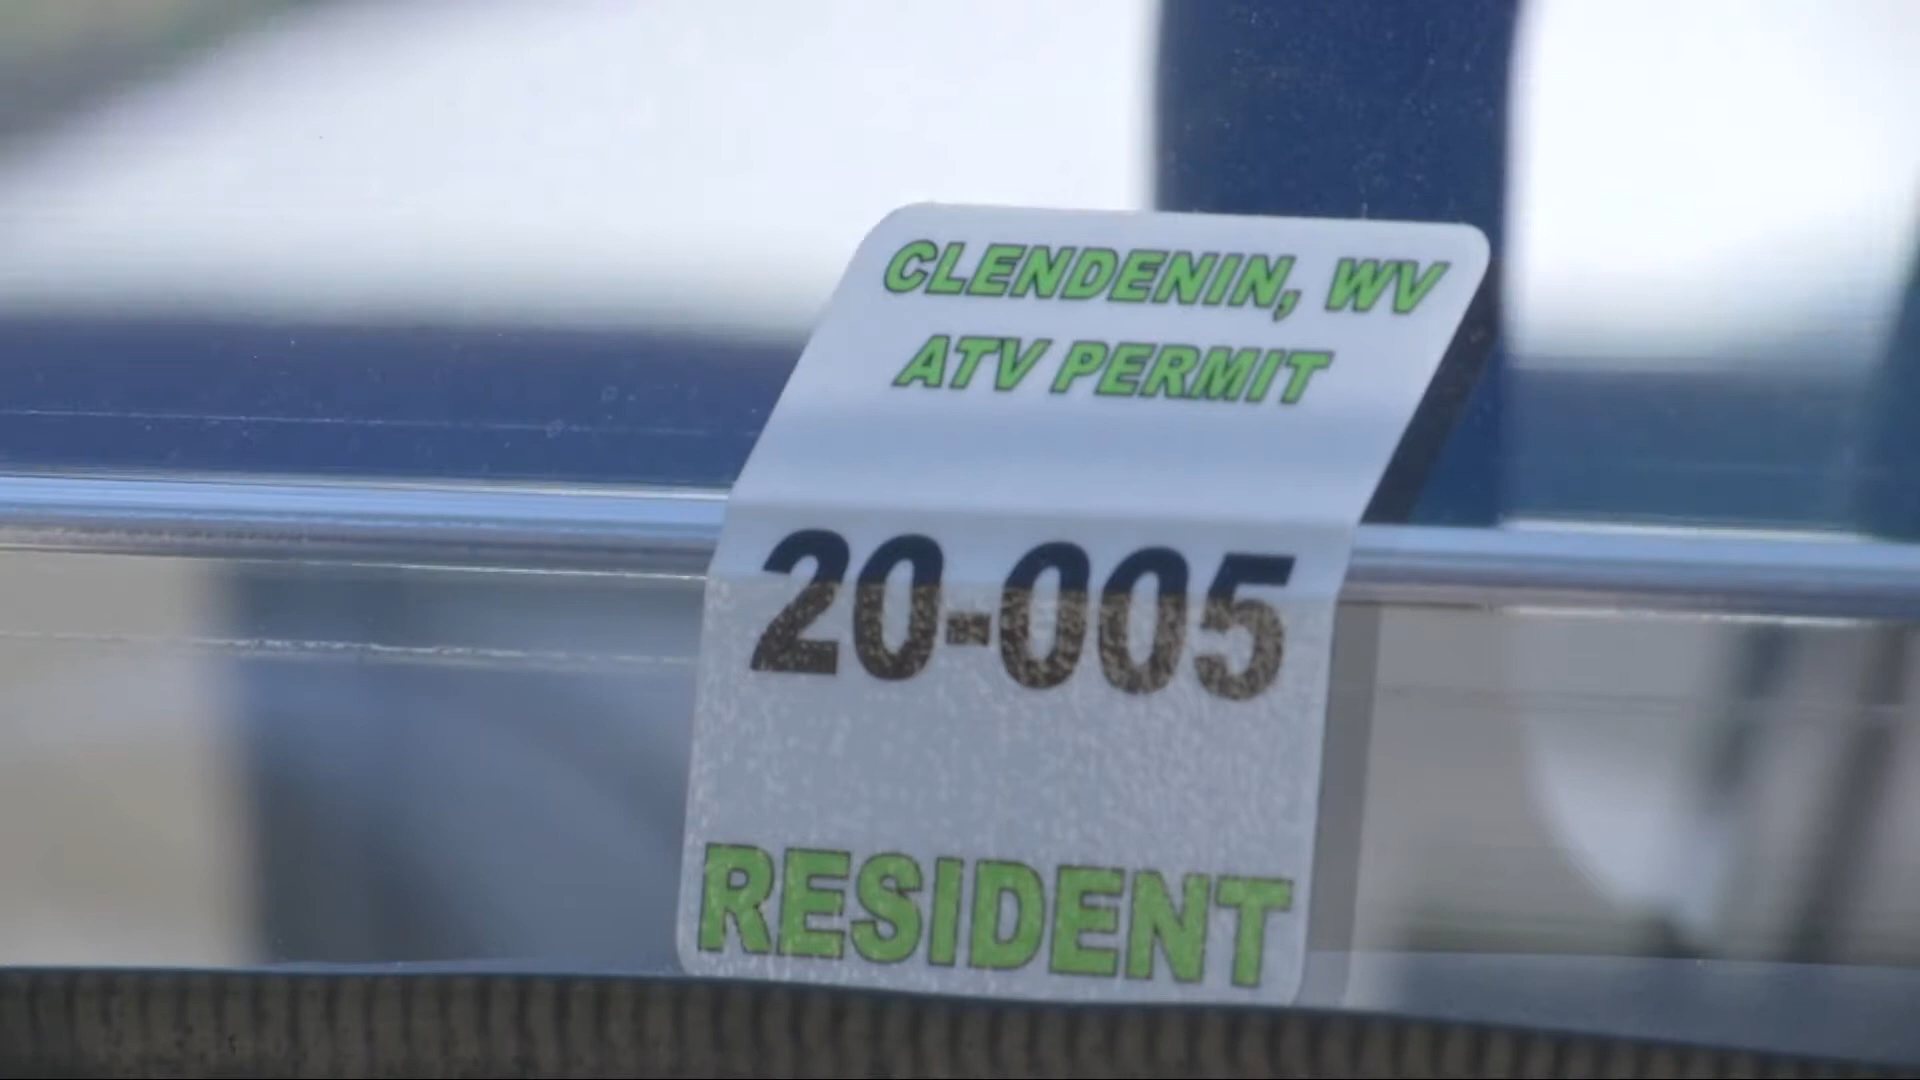 CLENDENIN, WV
ATV PERMIT
20-005
RESIDENT